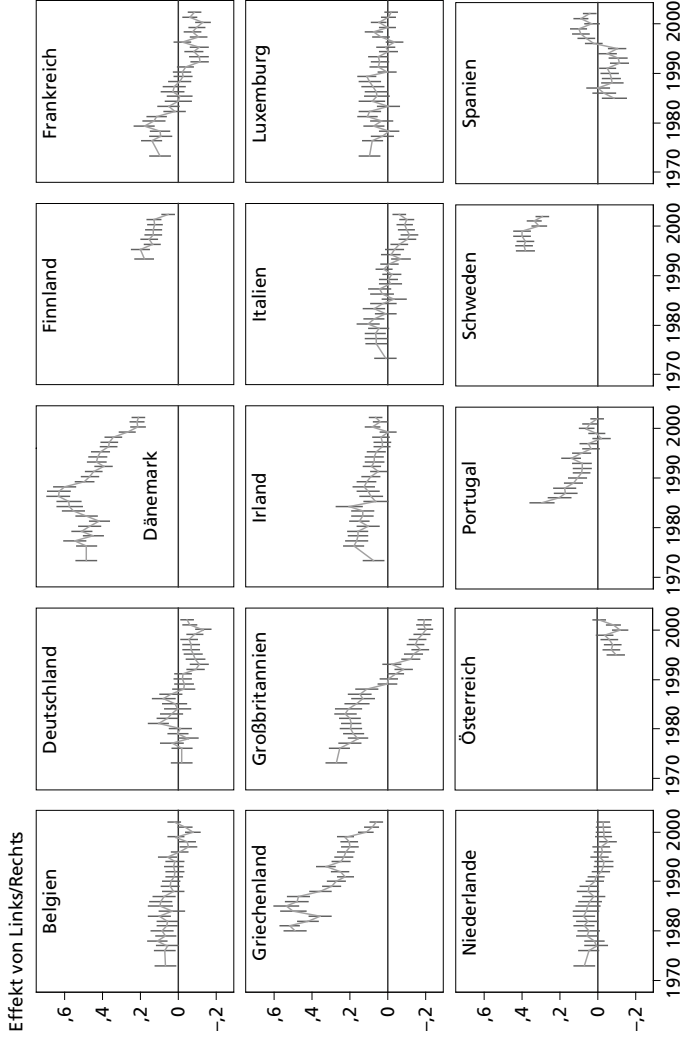 Effekt von Links/Rechts
Belgien
Deutschland
Dänemark
Finnland
Frankreich
,6
,4
,2
0
–,2
Griechenland
Großbritannien
Irland
Italien
Luxemburg
,6
,4
,2
0
–,2
Niederlande
Österreich
Portugal
Schweden
Spanien
,6
,4
,2
0
–,2
1970 1980 1990 2000
1970 1980 1990 2000
1970 1980 1990 2000
1970 1980 1990 2000
1970 1980 1990 2000